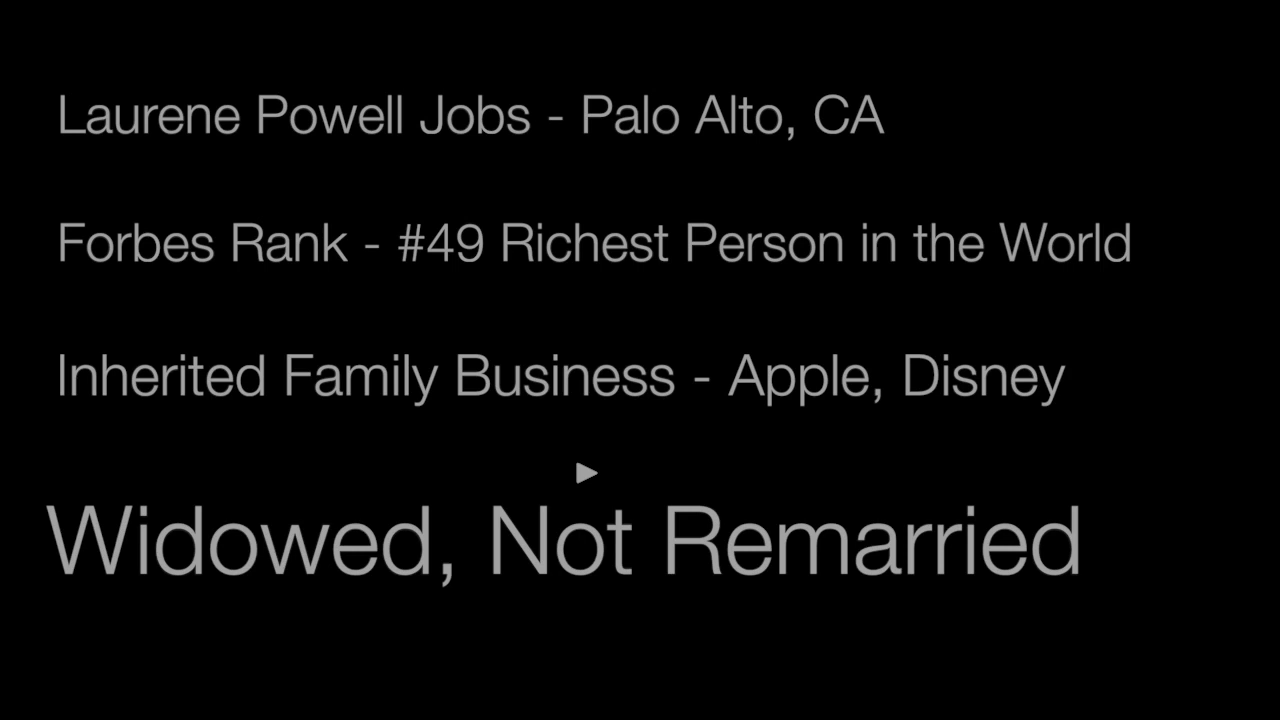 Laurene Powell Jobs - Palo Alto, CA
Forbes Rank - #49 Richest Person in the World
Inherited Family Business - Apple, Disney
Widowed, Not Remarried